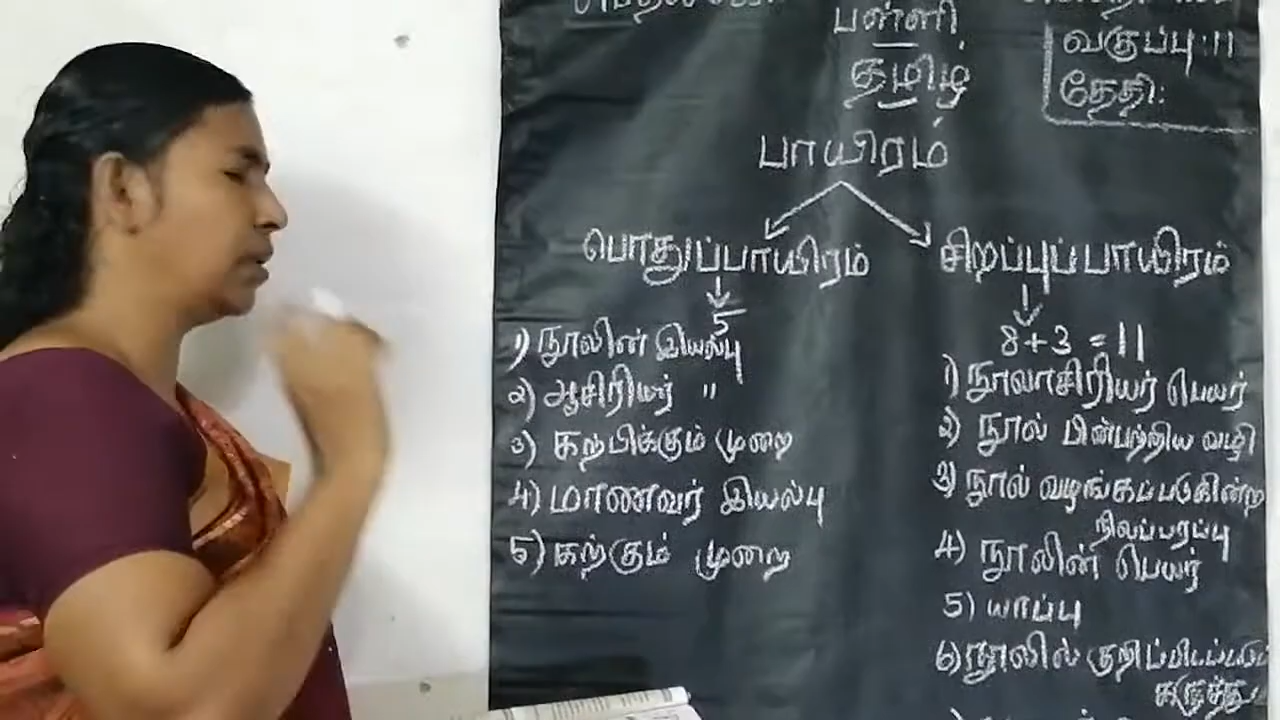 பள்ளி
தமிழ்
வகுப்பு : 11
தேதி :
பாயிரம்
பொதுப்பாயிரம்
சிறப்புப்பாயிரம்
5
8+3 = 11
1) நூலின் இயல்பு
2) ஆசிரியர் "
3) கற்பிக்கும் முறை
4) மாணவர் இயல்பு
5) கற்கும் முறை
1) நூலாசிரியர் பெயர்
2) நூல் பின்பற்றிய வழி
3) நூல் வழங்கப்படுகின்ற
நிலப்பரப்பு
4) நூலின் பெயர்
5) யாப்பு
6) நூலில் குறிப்பிடப்படும்
கருத்து